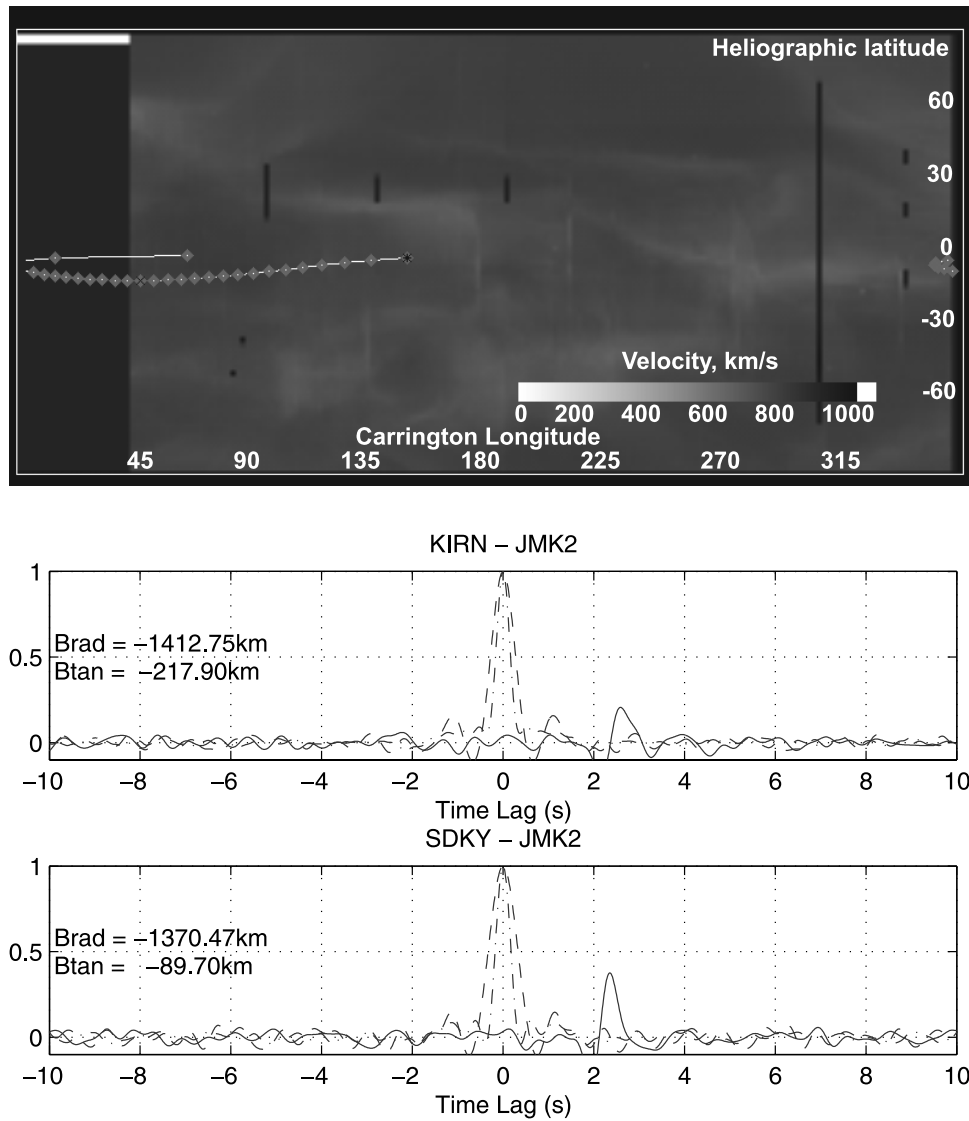 Heliographic latitude
60
30
0
-30
-60
Velocity, km/s
0 200 400 600 800 1000
Carrington Longitude
45 90 135 180 225 270 315
KIRN – JMK2
1
0.5
0
Brad = −1412.75km
Btan = −217.90km
−10 −8 −6 −4 −2 0 2 4 6 8 10
Time Lag (s)
SDKY – JMK2
1
0.5
0
Brad = −1370.47km
Btan = −89.70km
−10 −8 −6 −4 −2 0 2 4 6 8 10
Time Lag (s)